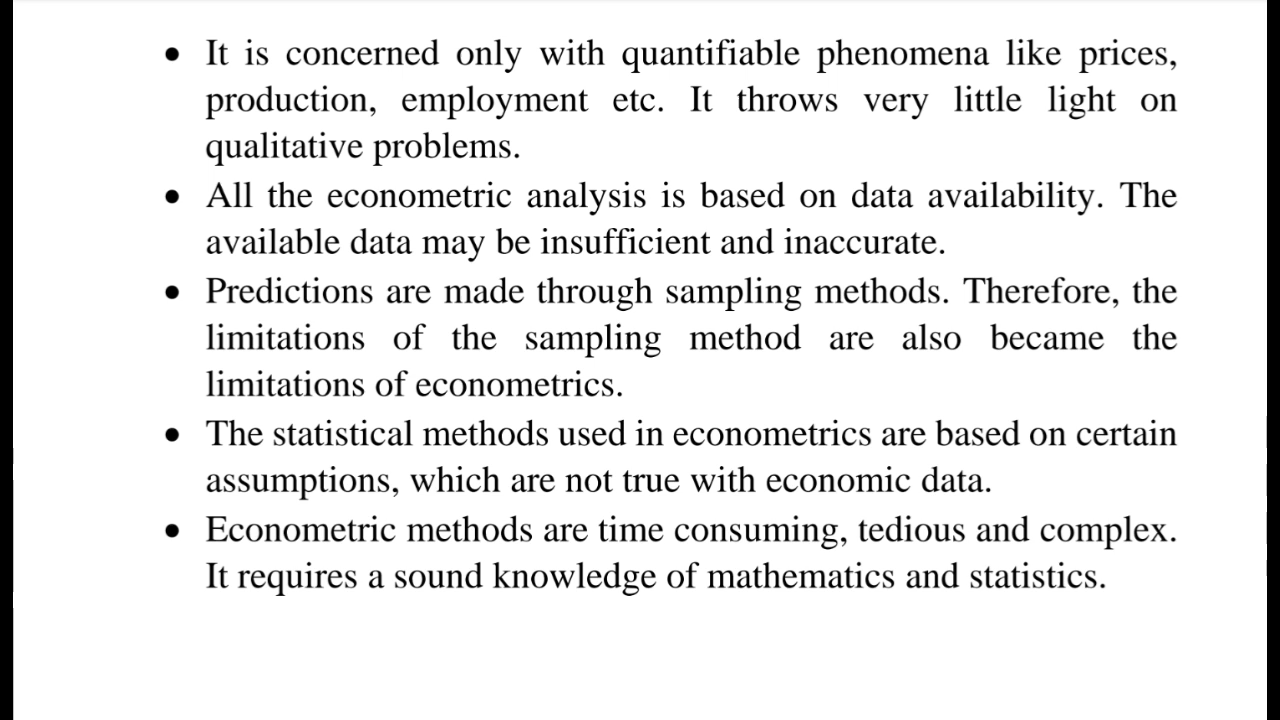 • It is concerned only with quantifiable phenomena like prices,
production, employment etc. It throws very little light on
qualitative problems.
• All the econometric analysis is based on data availability. The
available data may be insufficient and inaccurate.
• Predictions are made through sampling methods. Therefore, the
limitations of the sampling method are also became the
limitations of econometrics.
• The statistical methods used in econometrics are based on certain
assumptions, which are not true with economic data.
• Econometric methods are time consuming, tedious and complex.
It requires a sound knowledge of mathematics and statistics.